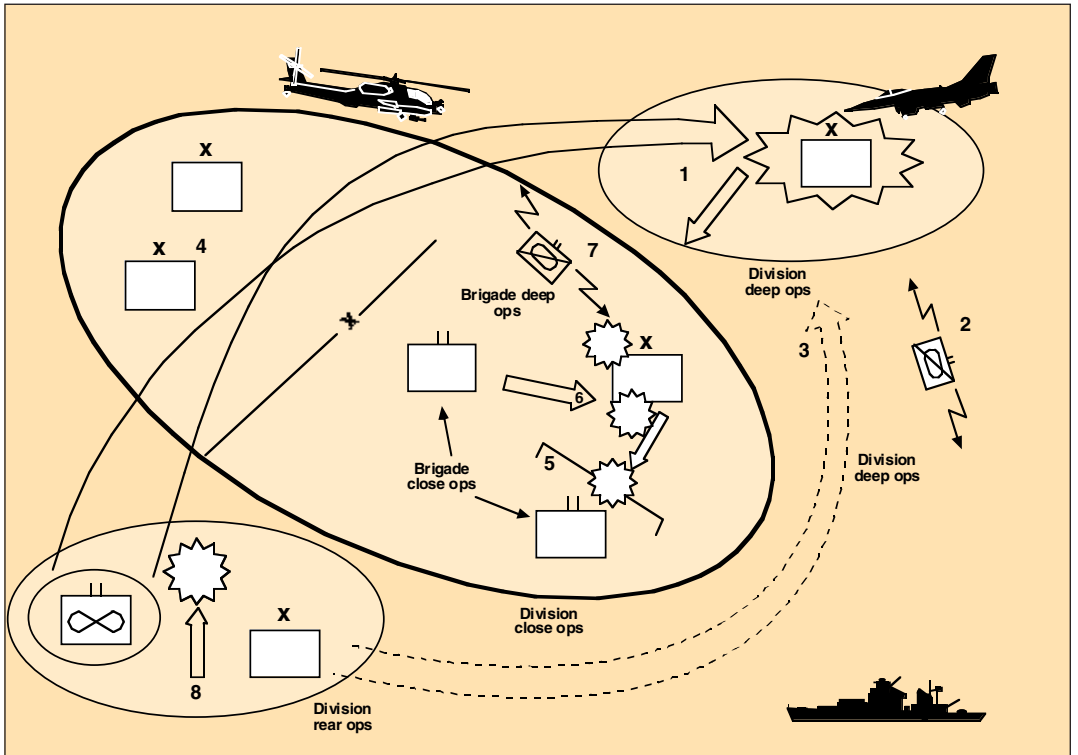 X
X
1
X
4
7
Division
deep ops
Brigade deep
ops
X
2
X
3
6
5
Brigade
close ops
Division
deep ops
X
Division
close ops
8
Division
rear ops